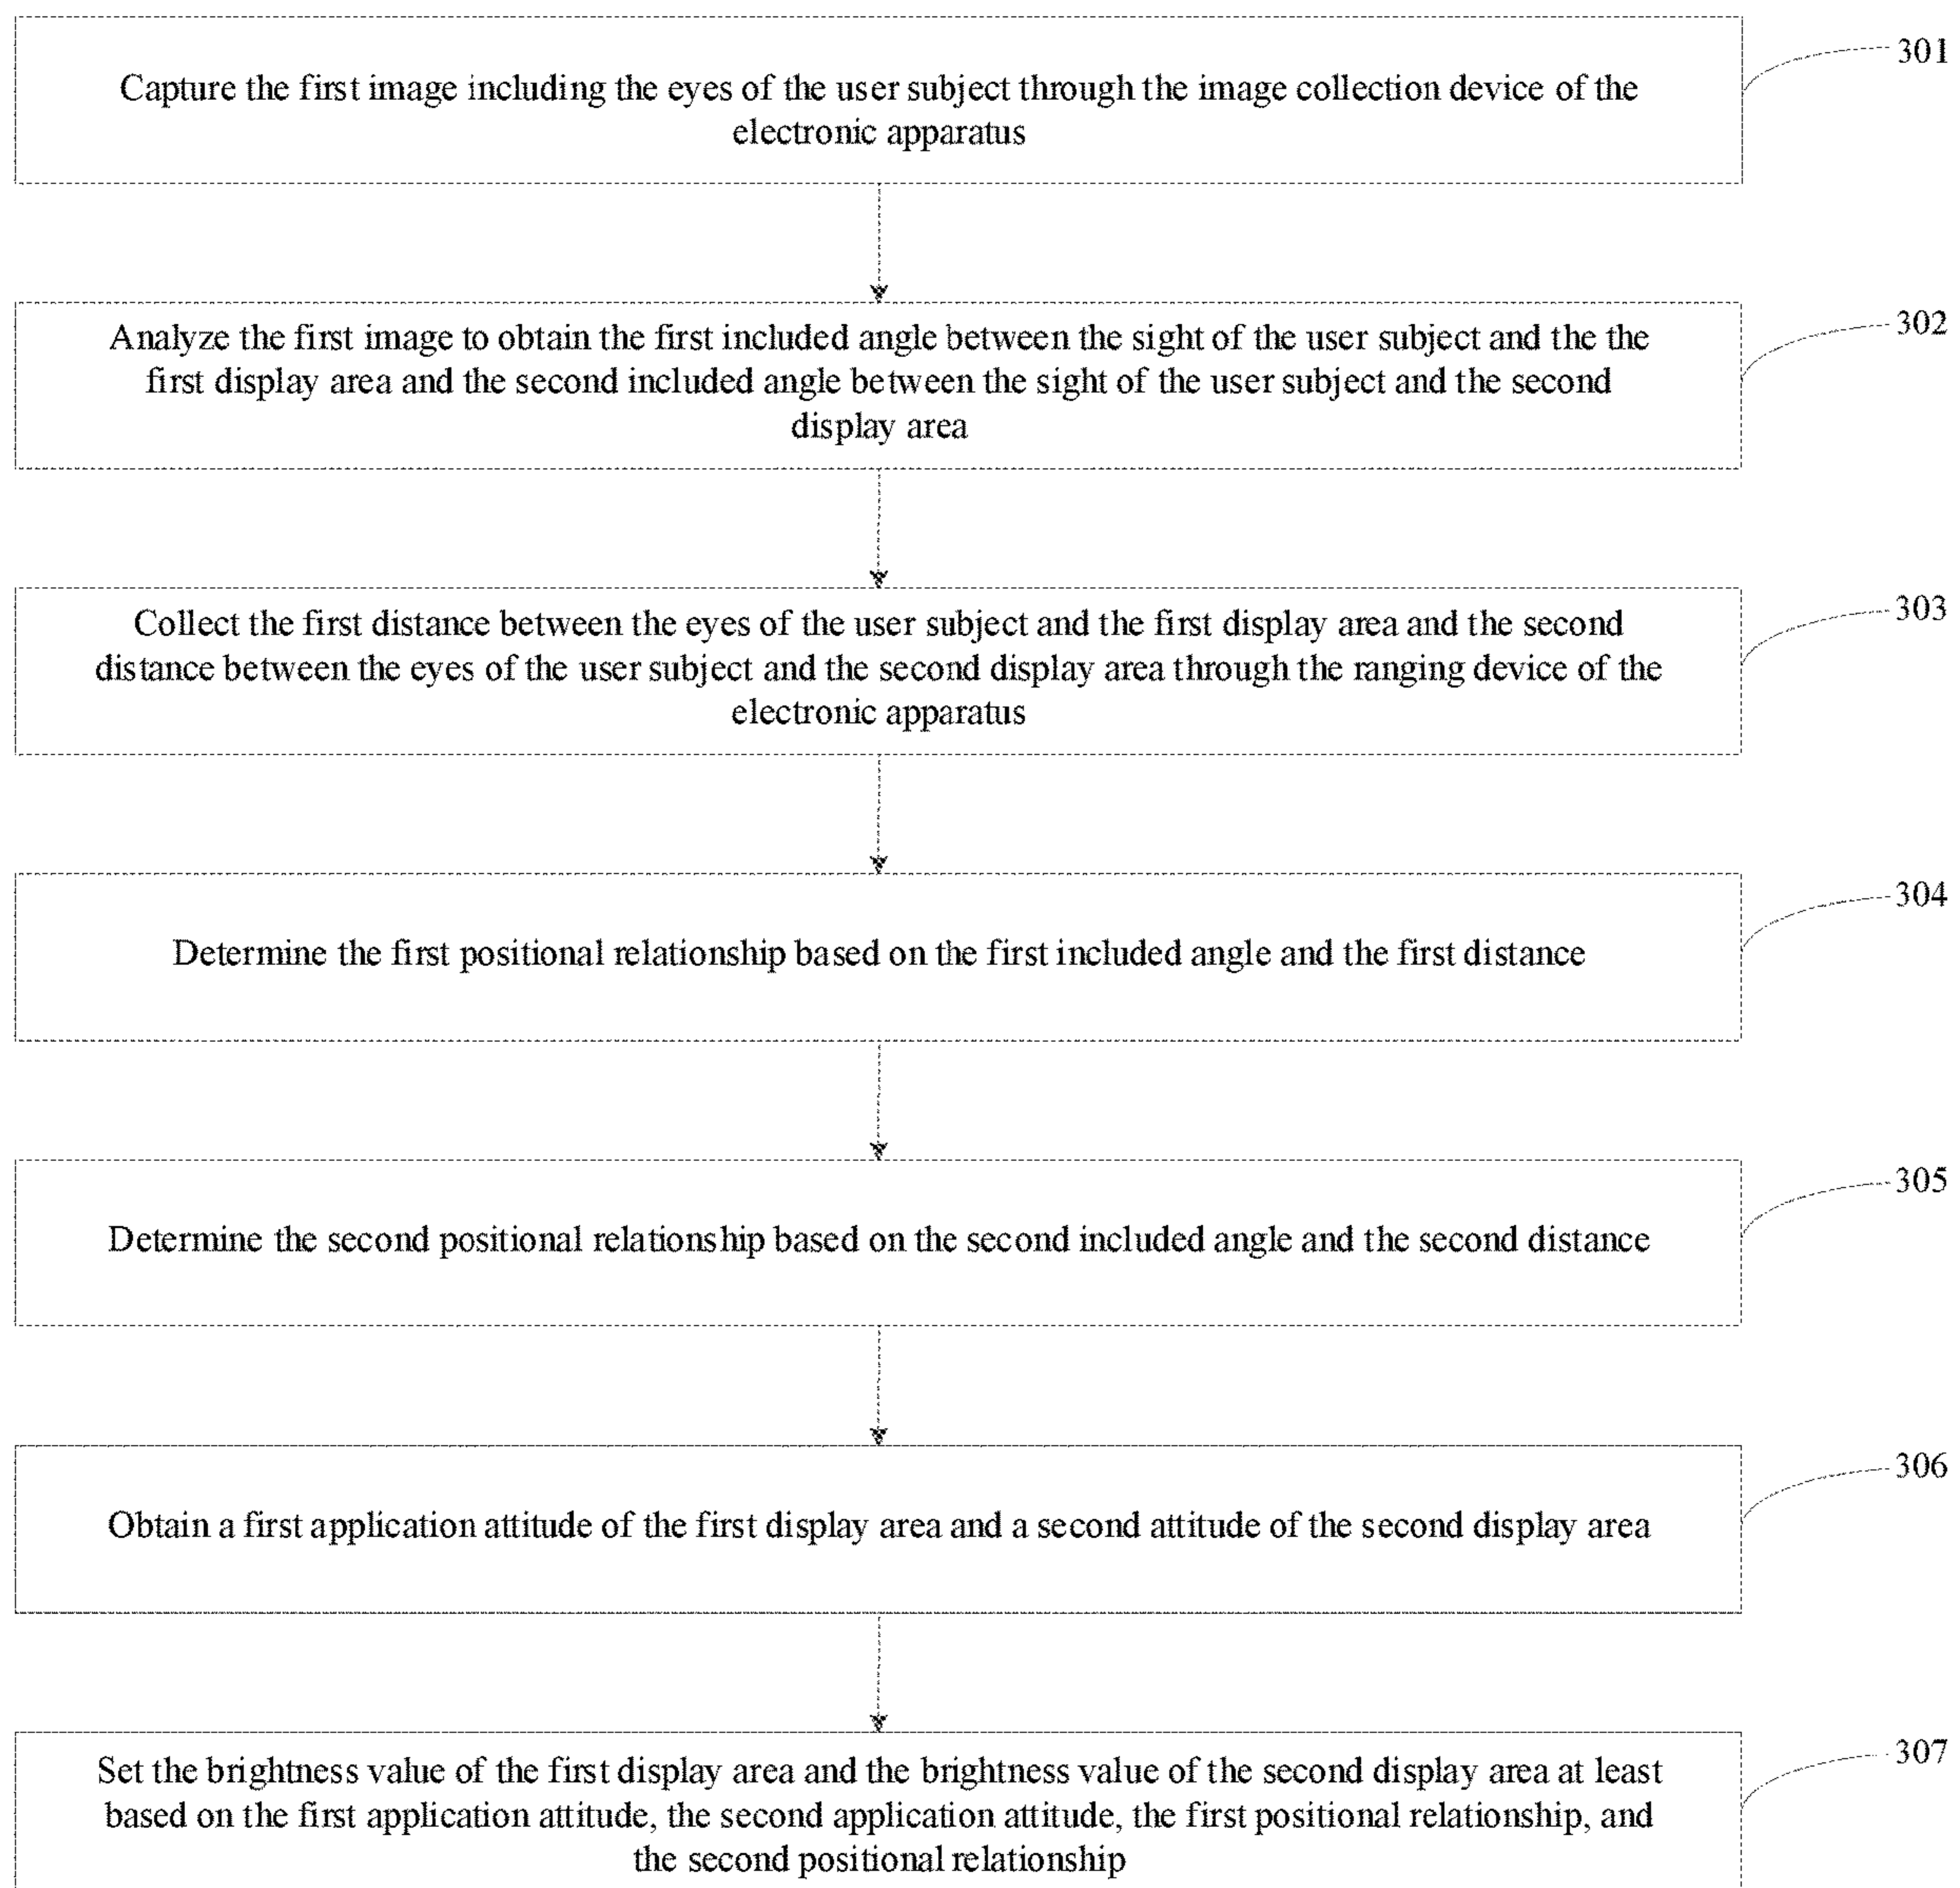 Capture the first image including the eyes of the user subject through the image collection device of the
electronic apparatus
301
Analyze the first image to obtain the first included angle between the sight of the user subject and the the
first display area and the second included angle between the sight of the user subject and the second
display area
302
Collect the first distance between the eyes of the user subject and the first display area and the second
distance between the eyes of the user subject and the second display area through the ranging device of the
electronic apparatus
303
Determine the first positional relationship based on the first included angle and the first distance
304
Determine the second positional relationship based on the second included angle and the second distance
305
Obtain a first application attitude of the first display area and a second attitude of the second display area
306
Set the brightness value of the first display area and the brightness value of the second display area at least
based on the first application attitude, the second application attitude, the first positional relationship, and
the second positional relationship
307